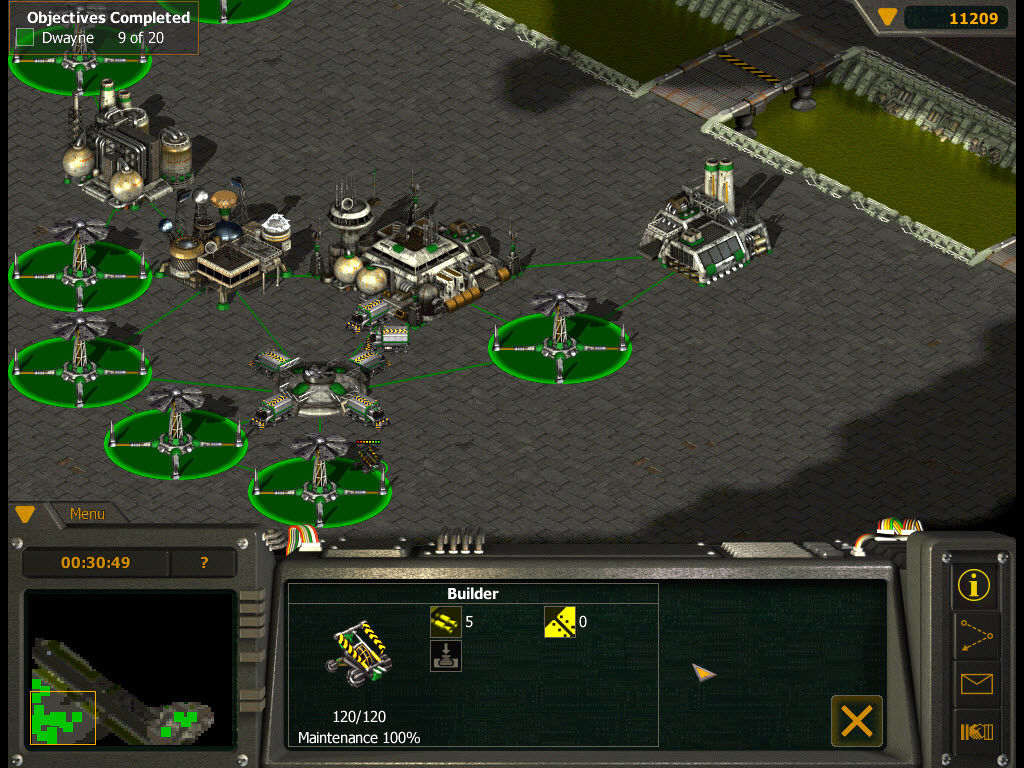 Objectives Completed
Dwayne 9 of 20
11209
Menu
00:30:49 ?
Builder
5 0
120/120
Maintenance 100%